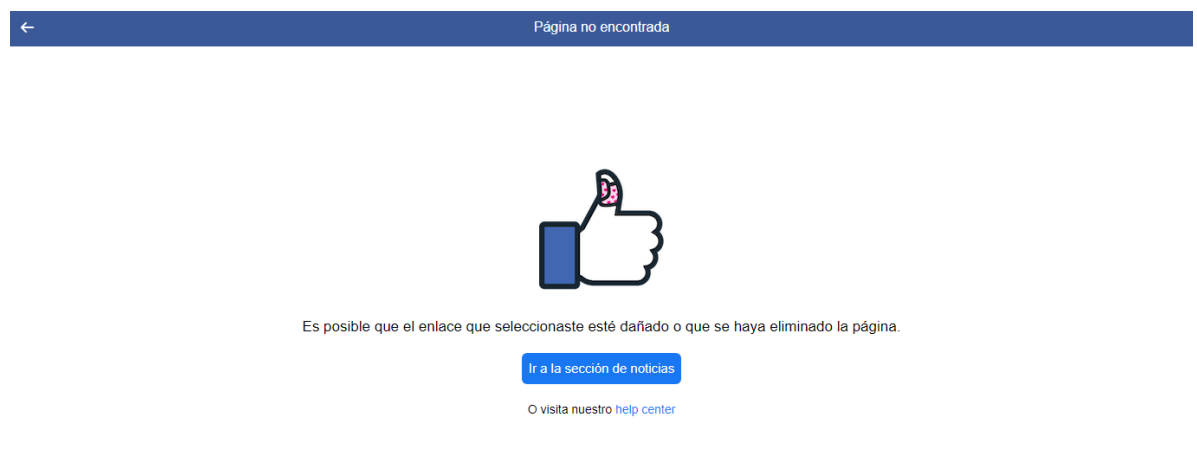 Página no encontrada
Es posible que el enlace que seleccionaste esté dañado o que se haya eliminado la página.
Ir a la sección de noticias
O visita nuestro help center